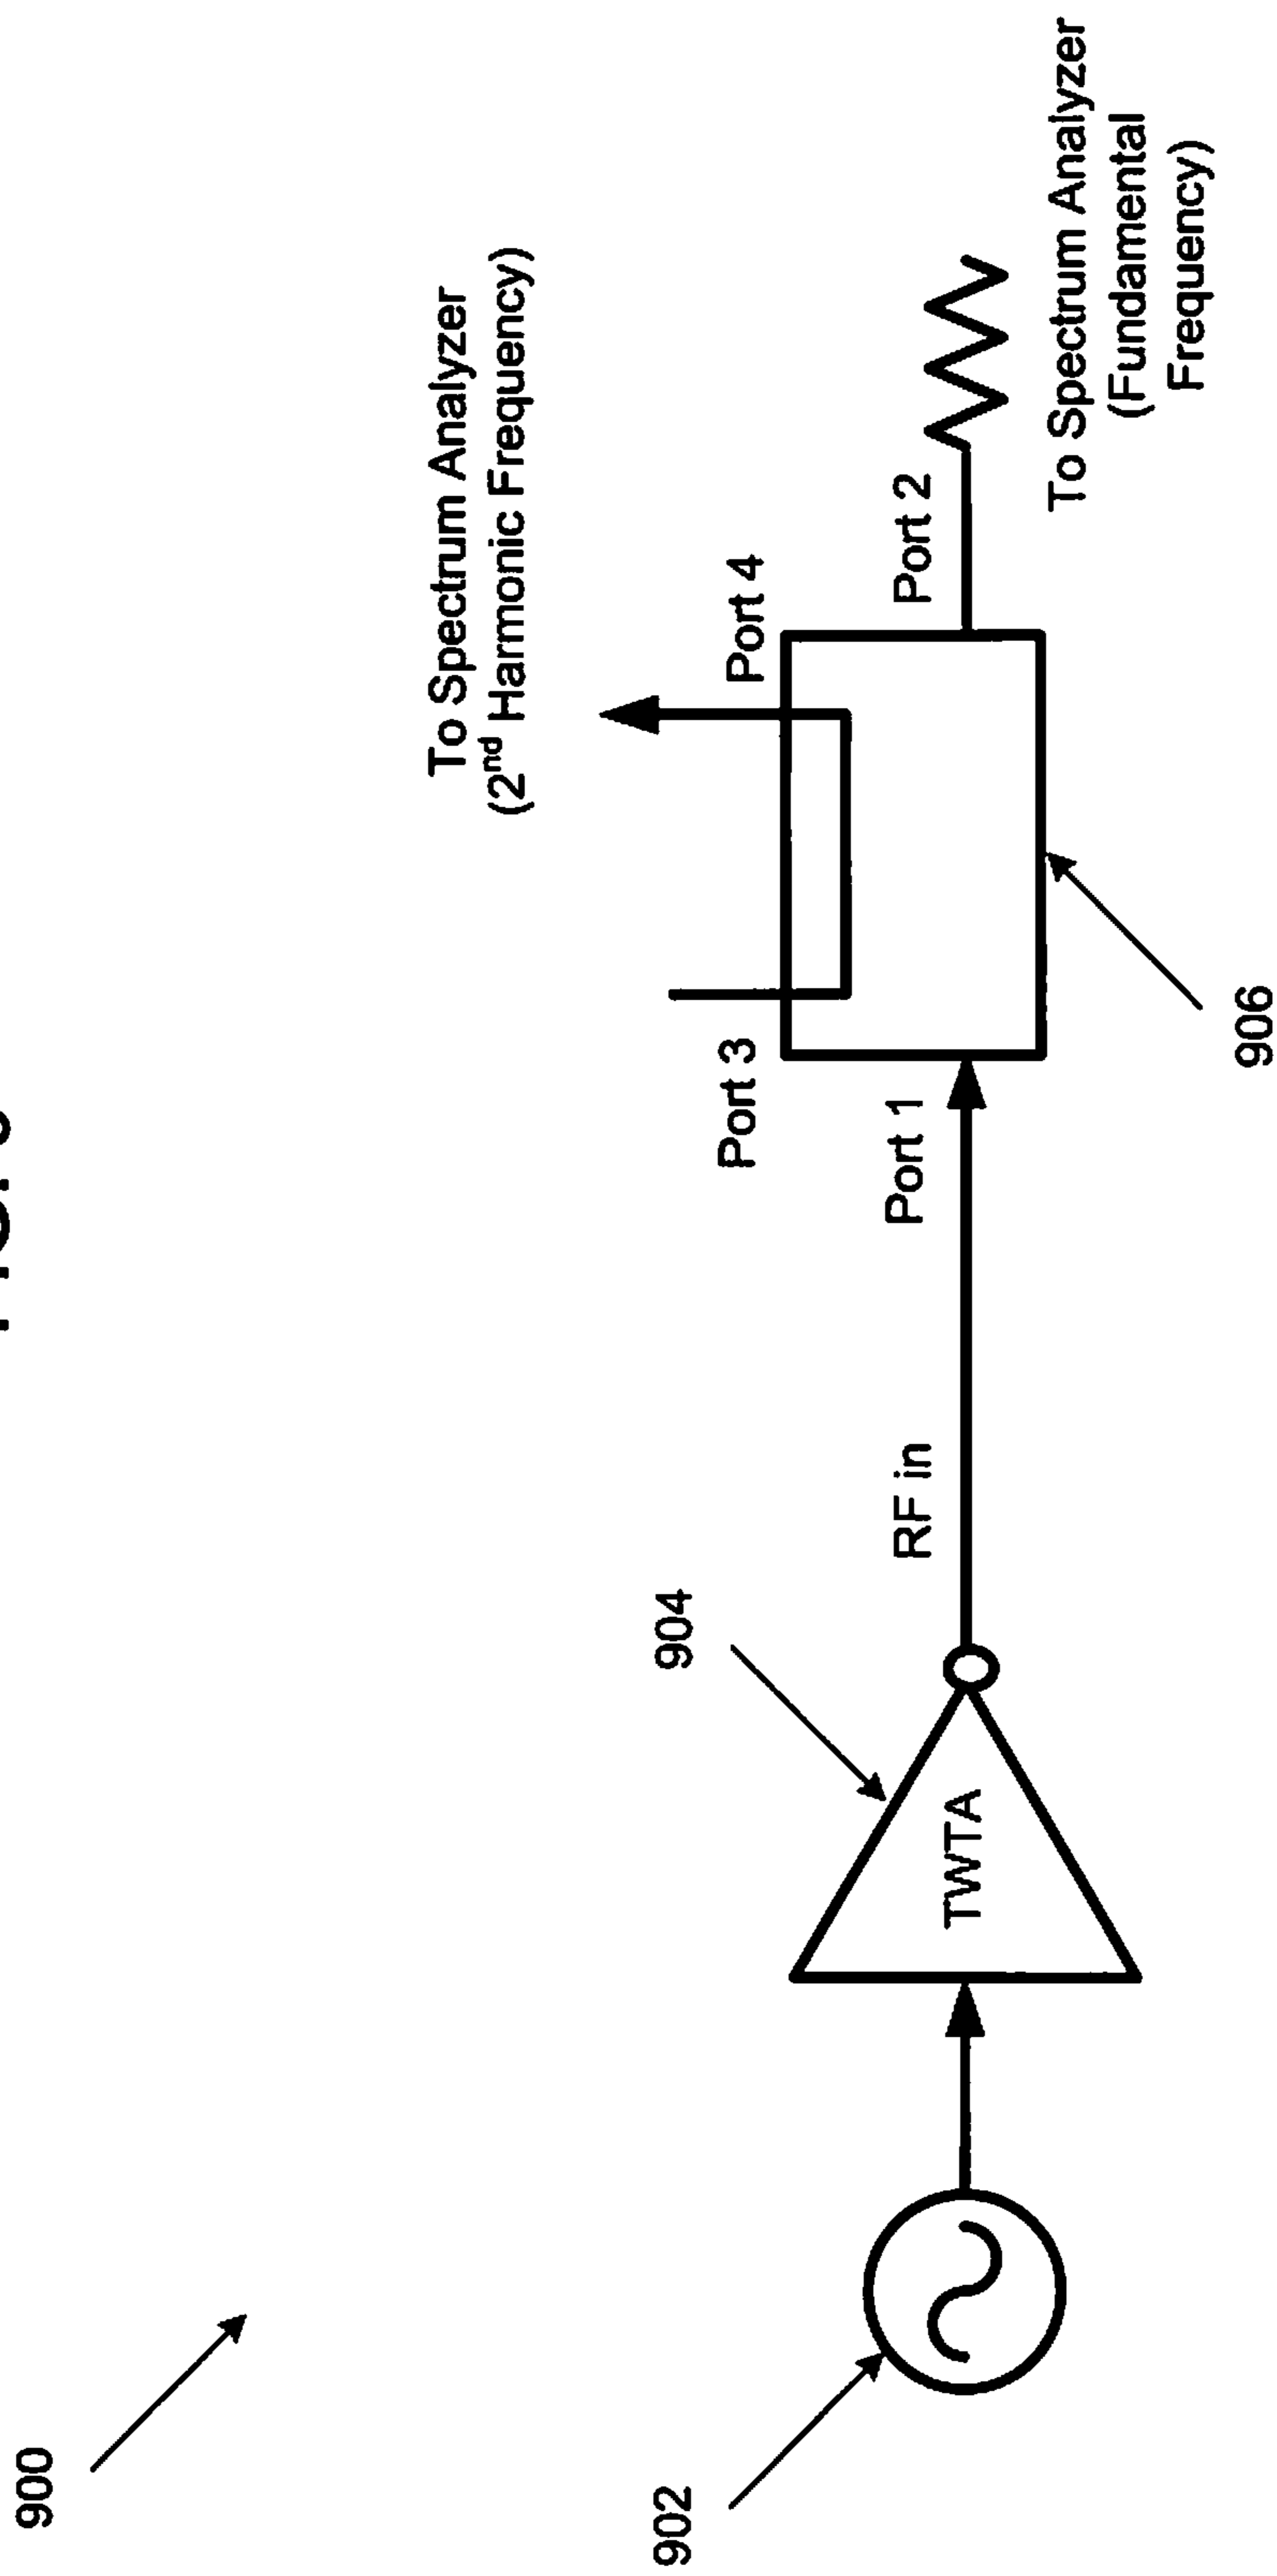 900
To Spectrum Analyzer
(2nd Harmonic Frequency)
902
904
TWTA
RF in
Port 1
Port 3
Port 4
Port 2
906
To Spectrum Analyzer
(Fundamental
Frequency)